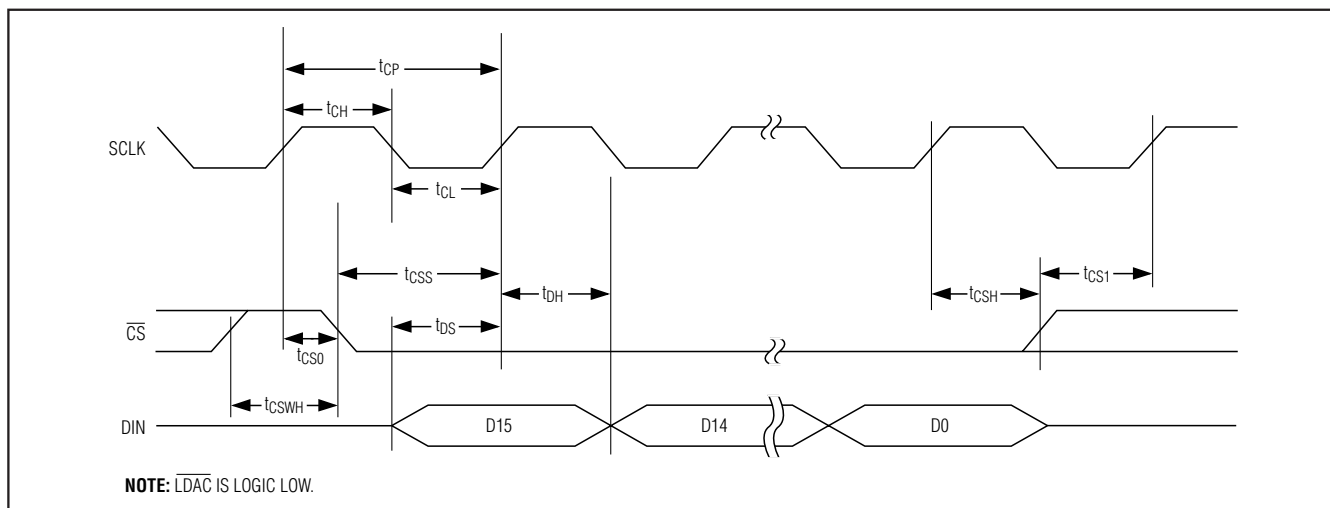 tCP
tCH
SCLK
tCL
tCSS
tDH
tCSH
tCS1
CS
tDS
tCS0
tCSWH
DIN
D15
D14
D0
NOTE: LDAC IS LOGIC LOW.